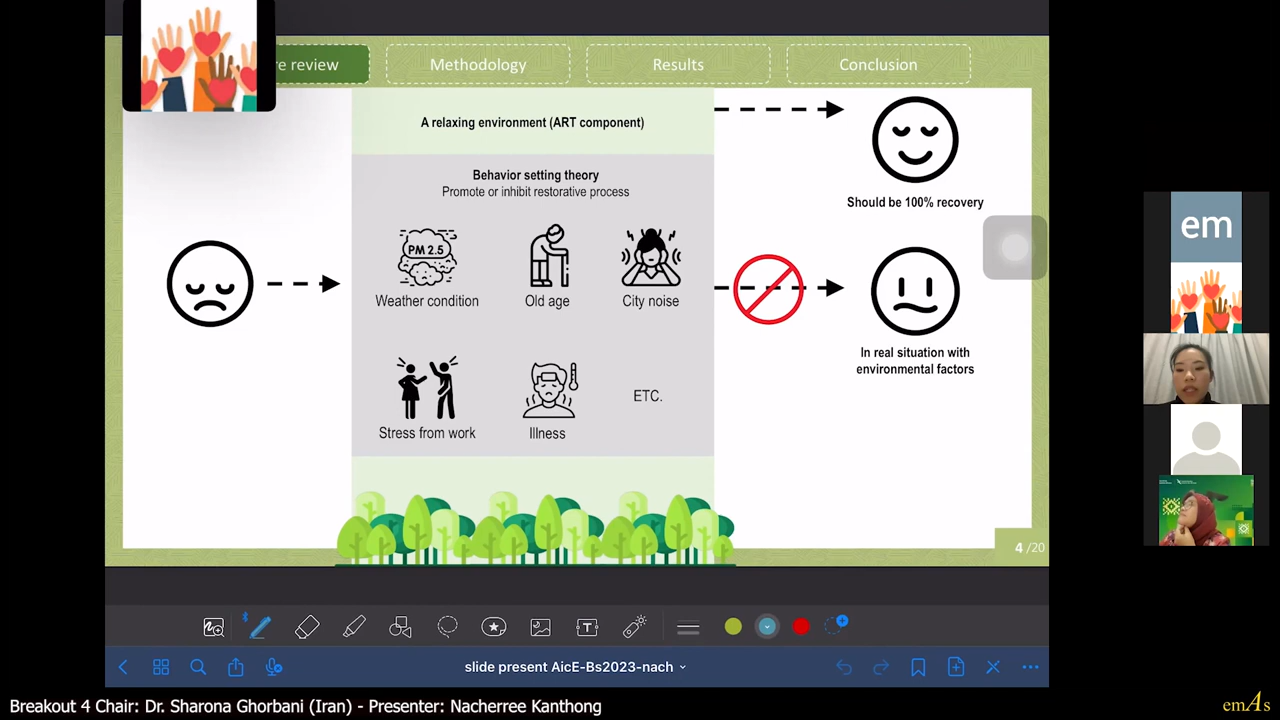 re review
Methodology
Results
Conclusion
A relaxing environment (ART component)
Behavior setting theory
Promote or inhibit restorative process
PM 2.5
Weather condition
Old age
City noise
Stress from work
Illness
ETC.
Should be 100% recovery
In real situation with
environmental factors
4 /20
em
T
slide present AicE-Bs2023-nach
Breakout 4 Chair: Dr. Sharona Ghorbani (Iran) - Presenter: Nacherree Kanthong
emAs